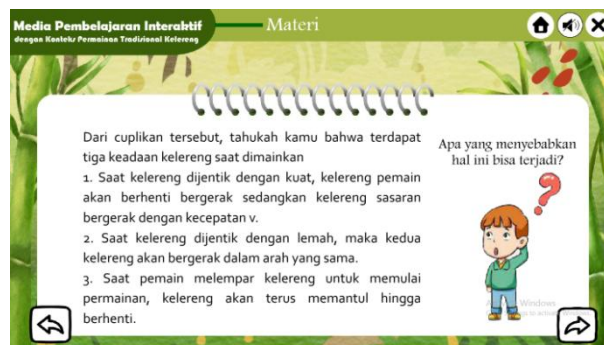 Media Pembelajaran Interaktif
dengan Konteks Permainan Tradisional Kelereng
Materi
Dari cuplikan tersebut, tahukah kamu bahwa terdapat
tiga keadaan kelereng saat dimainkan
1. Saat kelereng dijentik dengan kuat, kelereng pemain
akan berhenti bergerak sedangkan kelereng sasaran
bergerak dengan kecepatan v.
2. Saat kelereng dijentik dengan lemah, maka kedua
kelereng akan bergerak dalam arah yang sama.
3. Saat pemain melempar kelereng untuk memulai
permainan, kelereng akan terus memantul hingga
berhenti.
Apa yang menyebabkan
hal ini bisa terjadi?
Windows